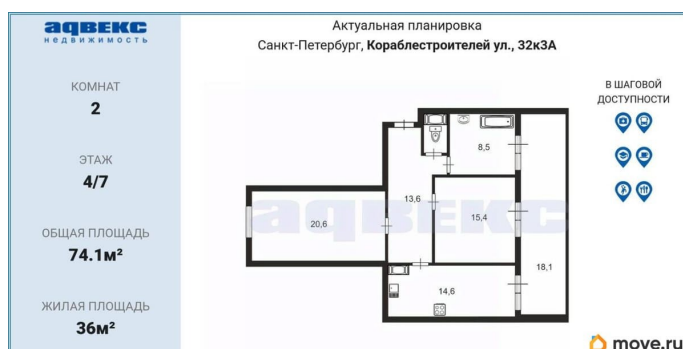 адвекс
НЕДВИЖИМОСТЬ
КОМНАТ
2
ЭТАЖ
4/7
ОБЩАЯ ПЛОЩАДЬ
74.1м²
ЖИЛАЯ ПЛОЩАДЬ
36м²
Актуальная планировка
Санкт-Петербург, Кораблестроителей ул., 32к3А
В ШАГОВОЙ
ДОСТУПНОСТИ
8,5
13,6
20,6
15,4
адвекс
18,1
14,6
move.ru